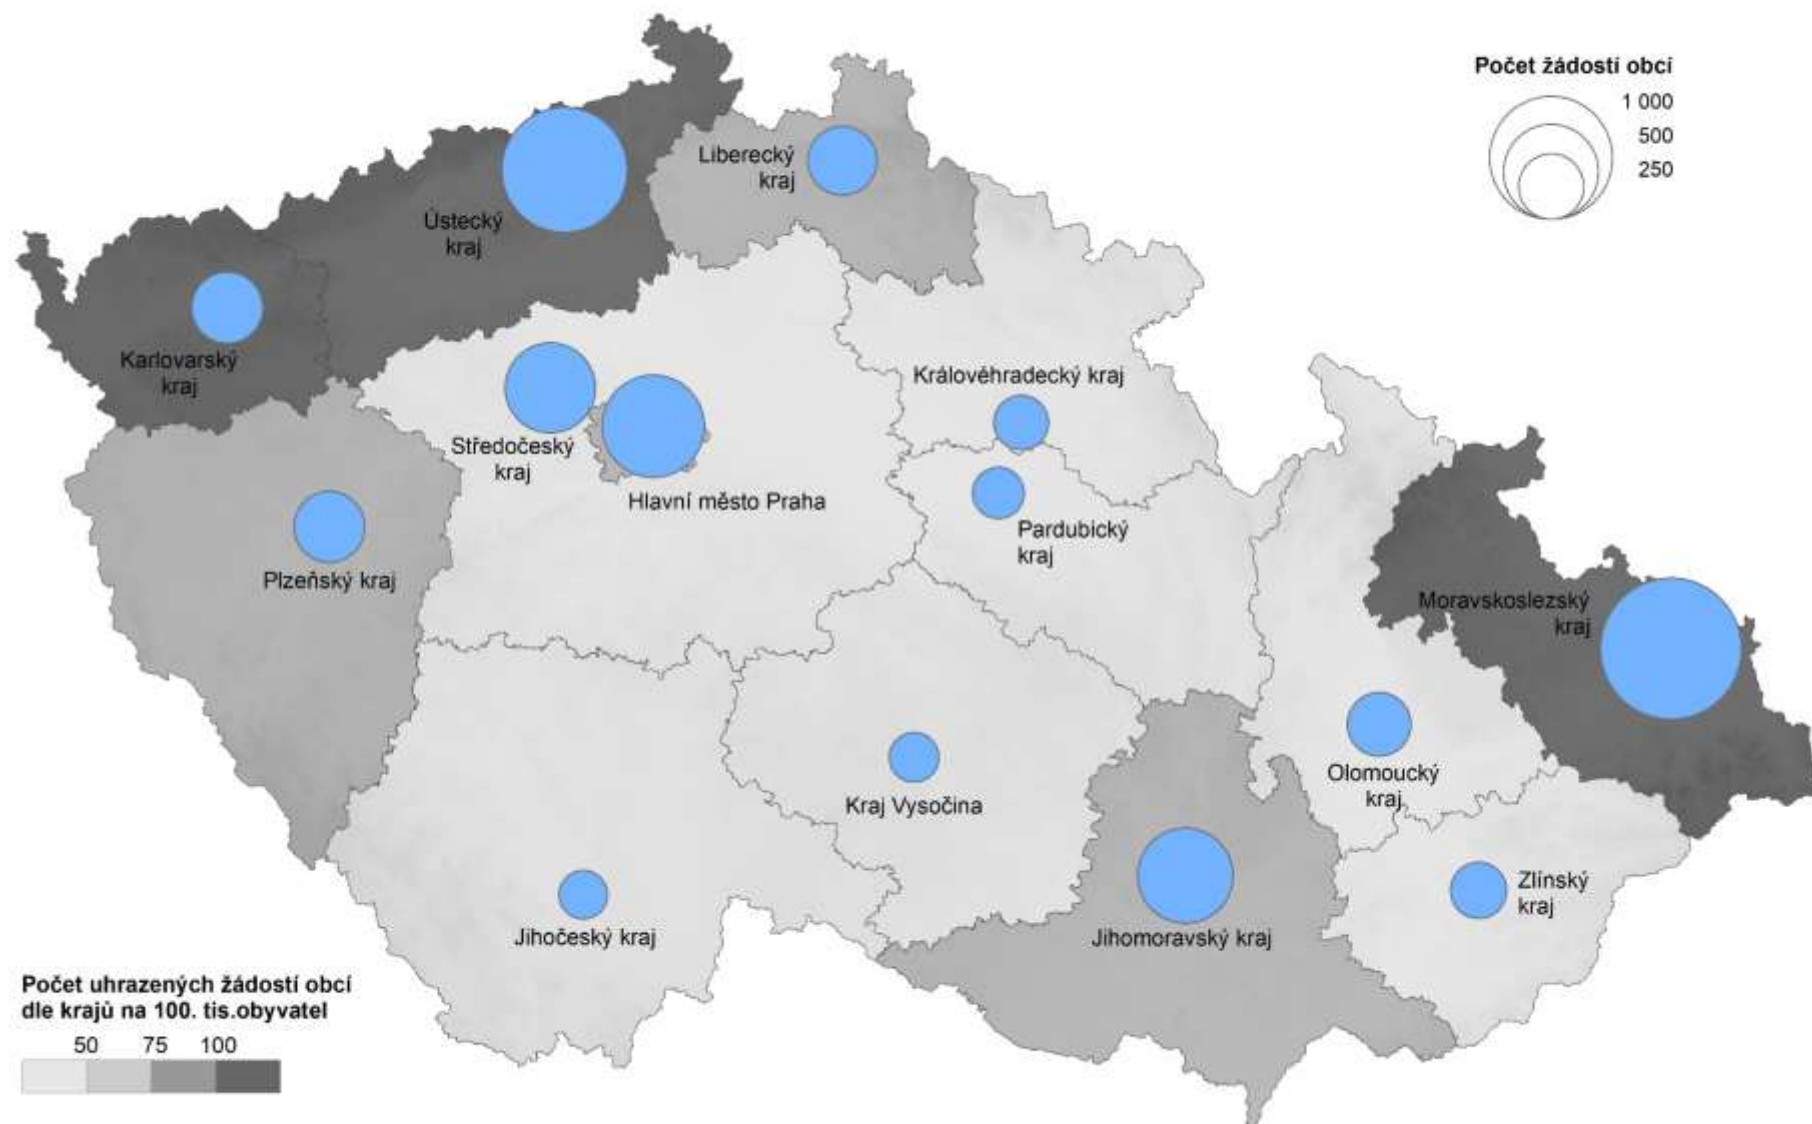 Počet žádostí obcí
1 000
500
250
Liberecký
kraj
Ústecký
kraj
Karlovarský
kraj
Královéhradecký kraj
Středočeský
kraj
Hlavní město Praha
Pardubický
kraj
Plzeňský kraj
Moravskoslezský
kraj
Olomoucký
kraj
Kraj Vysočina
Zlínský
kraj
Jihočeský kraj
Jihomoravský kraj
Počet uhrazených žádostí obcí
dle krajů na 100. tis.obyvatel
50 75 100